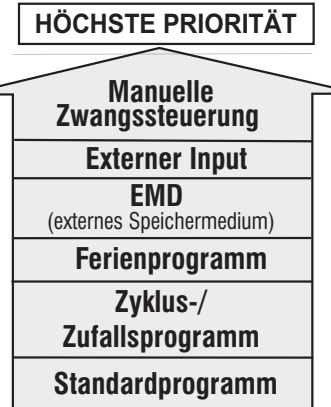 HÖCHSTE PRIORITÄT
Manuelle
Zwangssteuerung
Externer Input
EMD
(externes Speichermedium)
Ferienprogramm
Zyklus-/
Zufallsprogramm
Standardprogramm